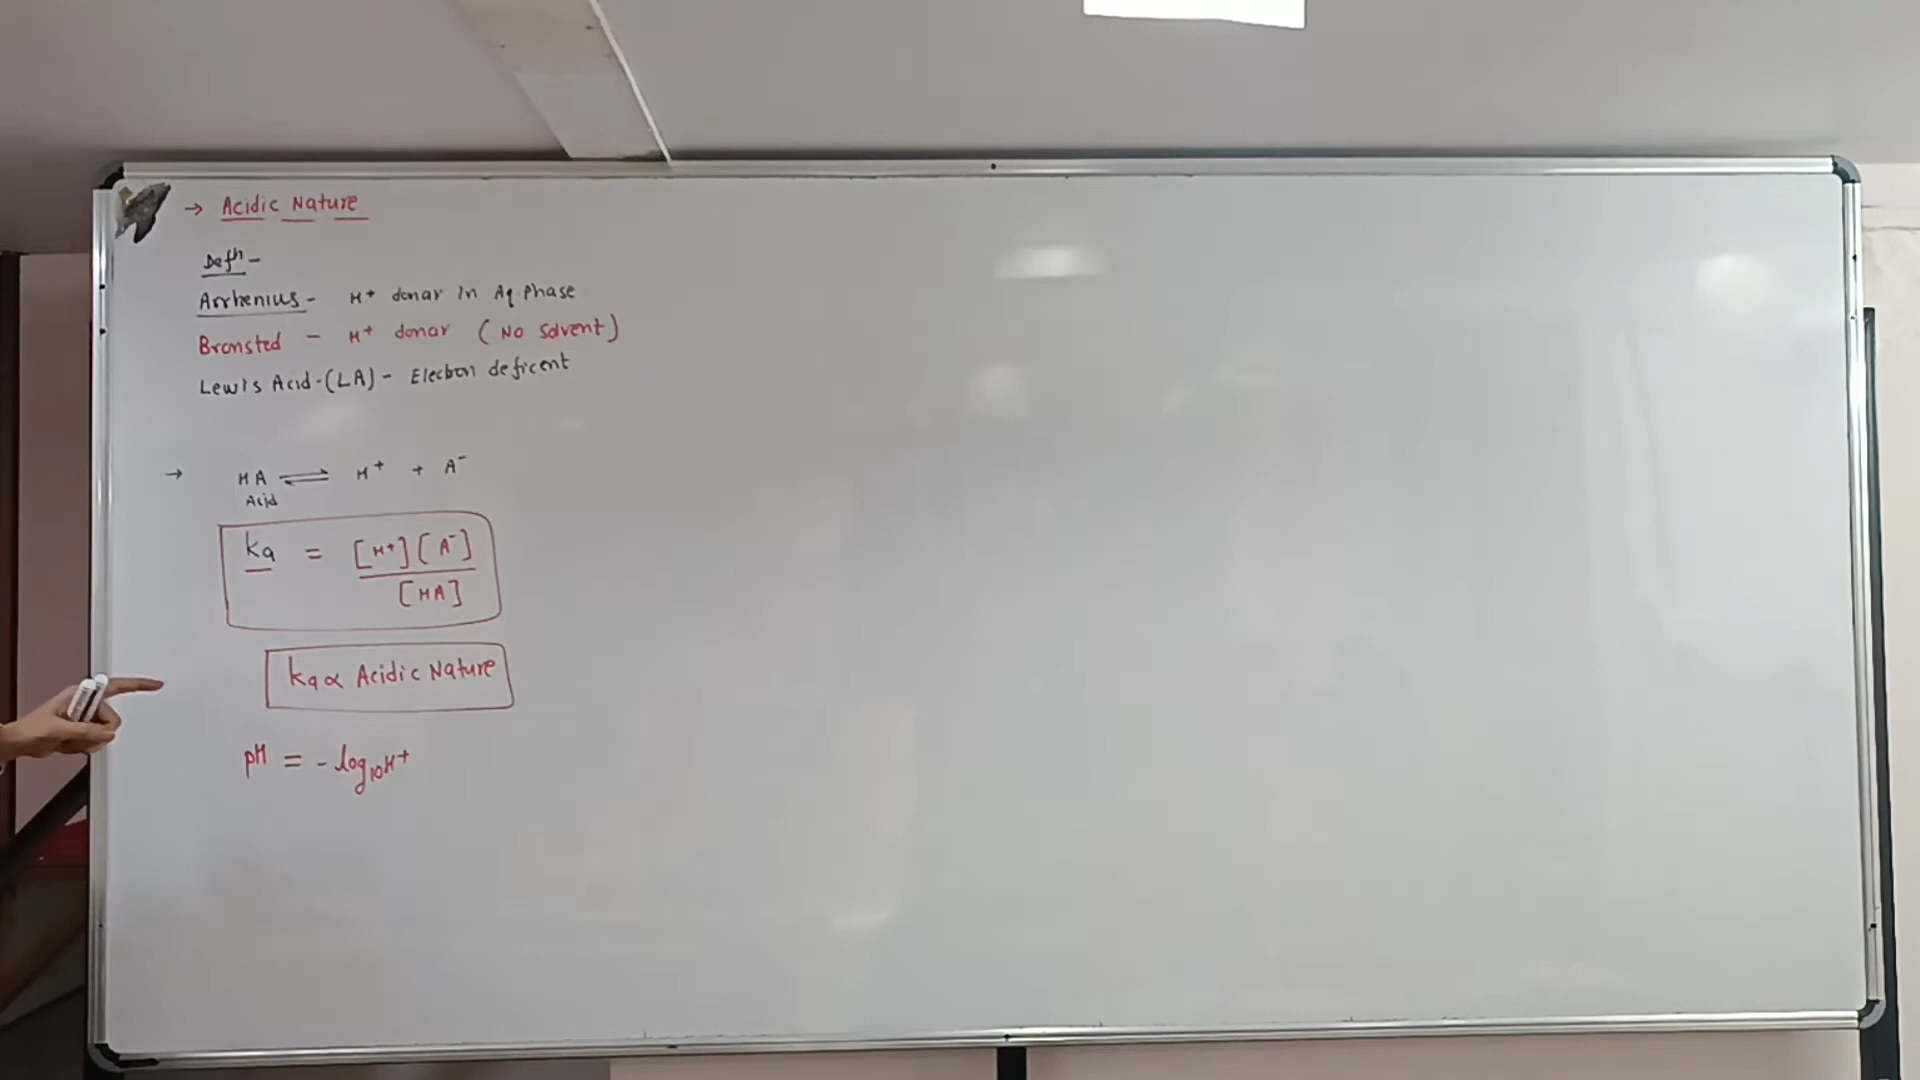 → Acidic Nature
Defn -
Arrhenius - H+ donar in Aq. Phase
Bronsted - H+ donar (No Solvent)
Lewis Acid - (LA) - Electron deficent
→ HA ⇌ H+ + A-
Acid
ka = [H+][A-]
[HA]
ka ∝ Acidic Nature
pH = -log10H+